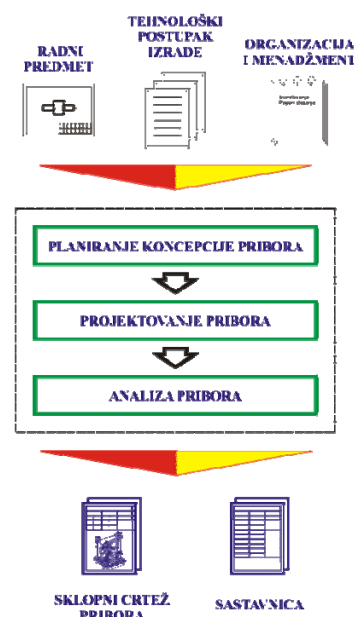 RADNI
PREDMET
TEHNOLOŠKI
POSTUPAK
IZRADE
ORGANIZACIJA
I MENADŽMENT
PLANIRANJE KONCEPCIJE PRIBORA
PROJEKTOVANJE PRIBORA
ANALIZA PRIBORA
SKLOPNI CRTEŽ
PRIBORA
SASTAVNICA